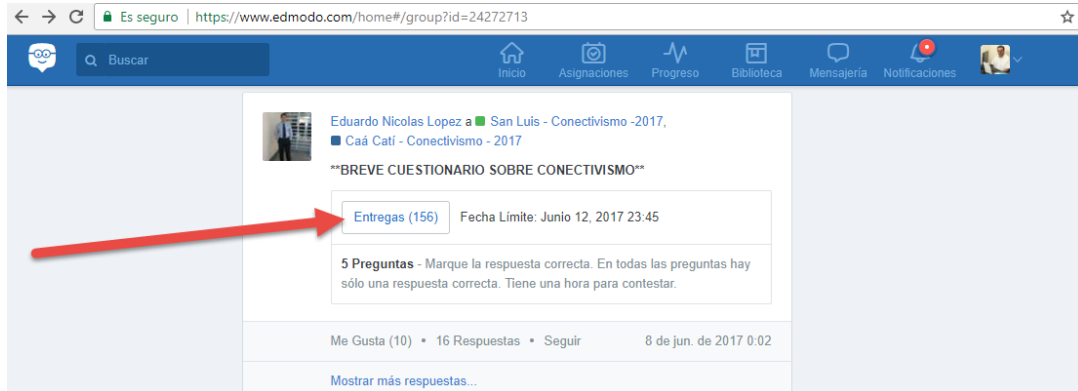 Es seguro | https://www.edmodo.com/home#/group?id=24272713
Buscar
Inicio
Asignaciones
Progreso
Biblioteca
Mensajería
Notificaciones
Eduardo Nicolas Lopez a San Luis - Conectivismo -2017,
Caá Catí - Conectivismo - 2017
**BREVE CUESTIONARIO SOBRE CONECTIVISMO**
Entregas (156) Fecha Límite: Junio 12, 2017 23:45
5 Preguntas - Marque la respuesta correcta. En todas las preguntas hay
sólo una respuesta correcta. Tiene una hora para contestar.
Me Gusta (10) • 16 Respuestas • Seguir 8 de jun. de 2017 0:02
Mostrar más respuestas...